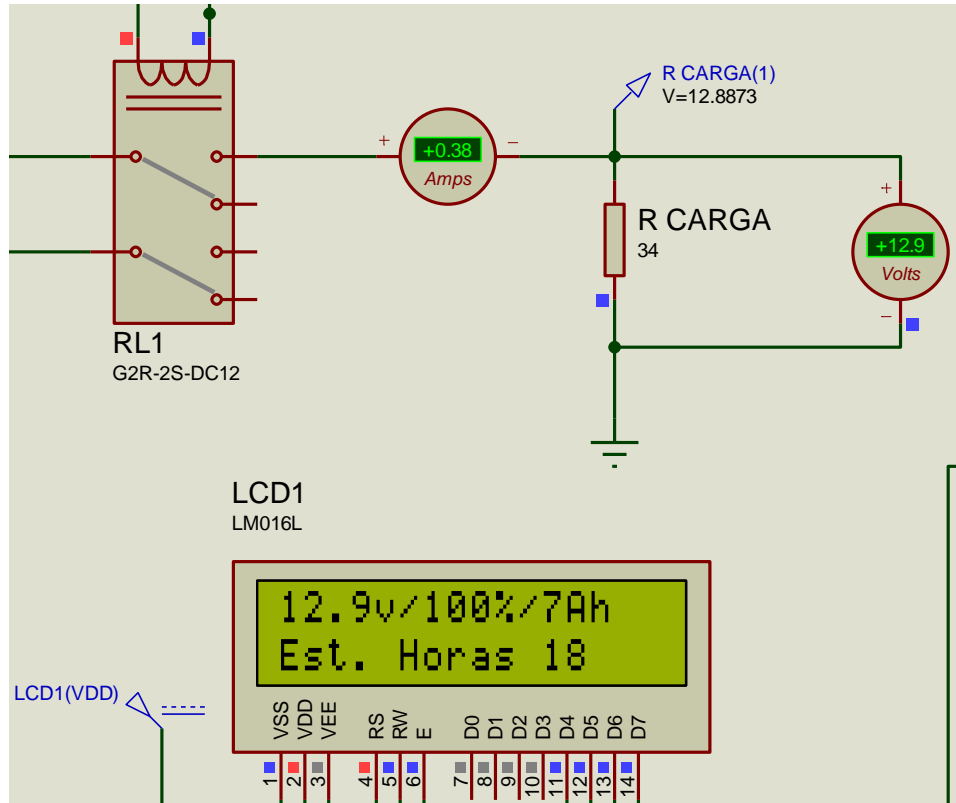 R CARGA(1)
V=12.8873
+
+0.38
Amps
−
R CARGA
34
+
+12.9
Volts
−
RL1
G2R-2S-DC12
LCD1
LM016L
12.9v/100%/7Ah
Est. Horas 18
LCD1(VDD)
VSS VDD VEE RS RW E D0 D1 D2 D3 D4 D5 D6 D7
1 2 3 4 5 6 7 8 9 10 11 12 13 14